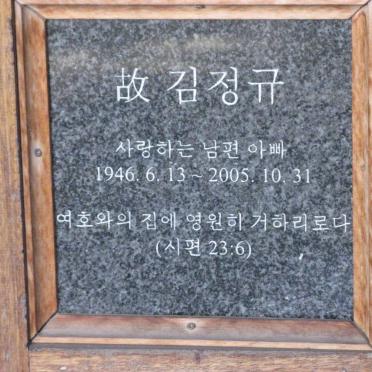 故 김정규
사랑하는 남편 아빠
1946. 6. 13 ~ 2005. 10. 31
여호와의 집에 영원히 거하리로다
(시편 23:6)